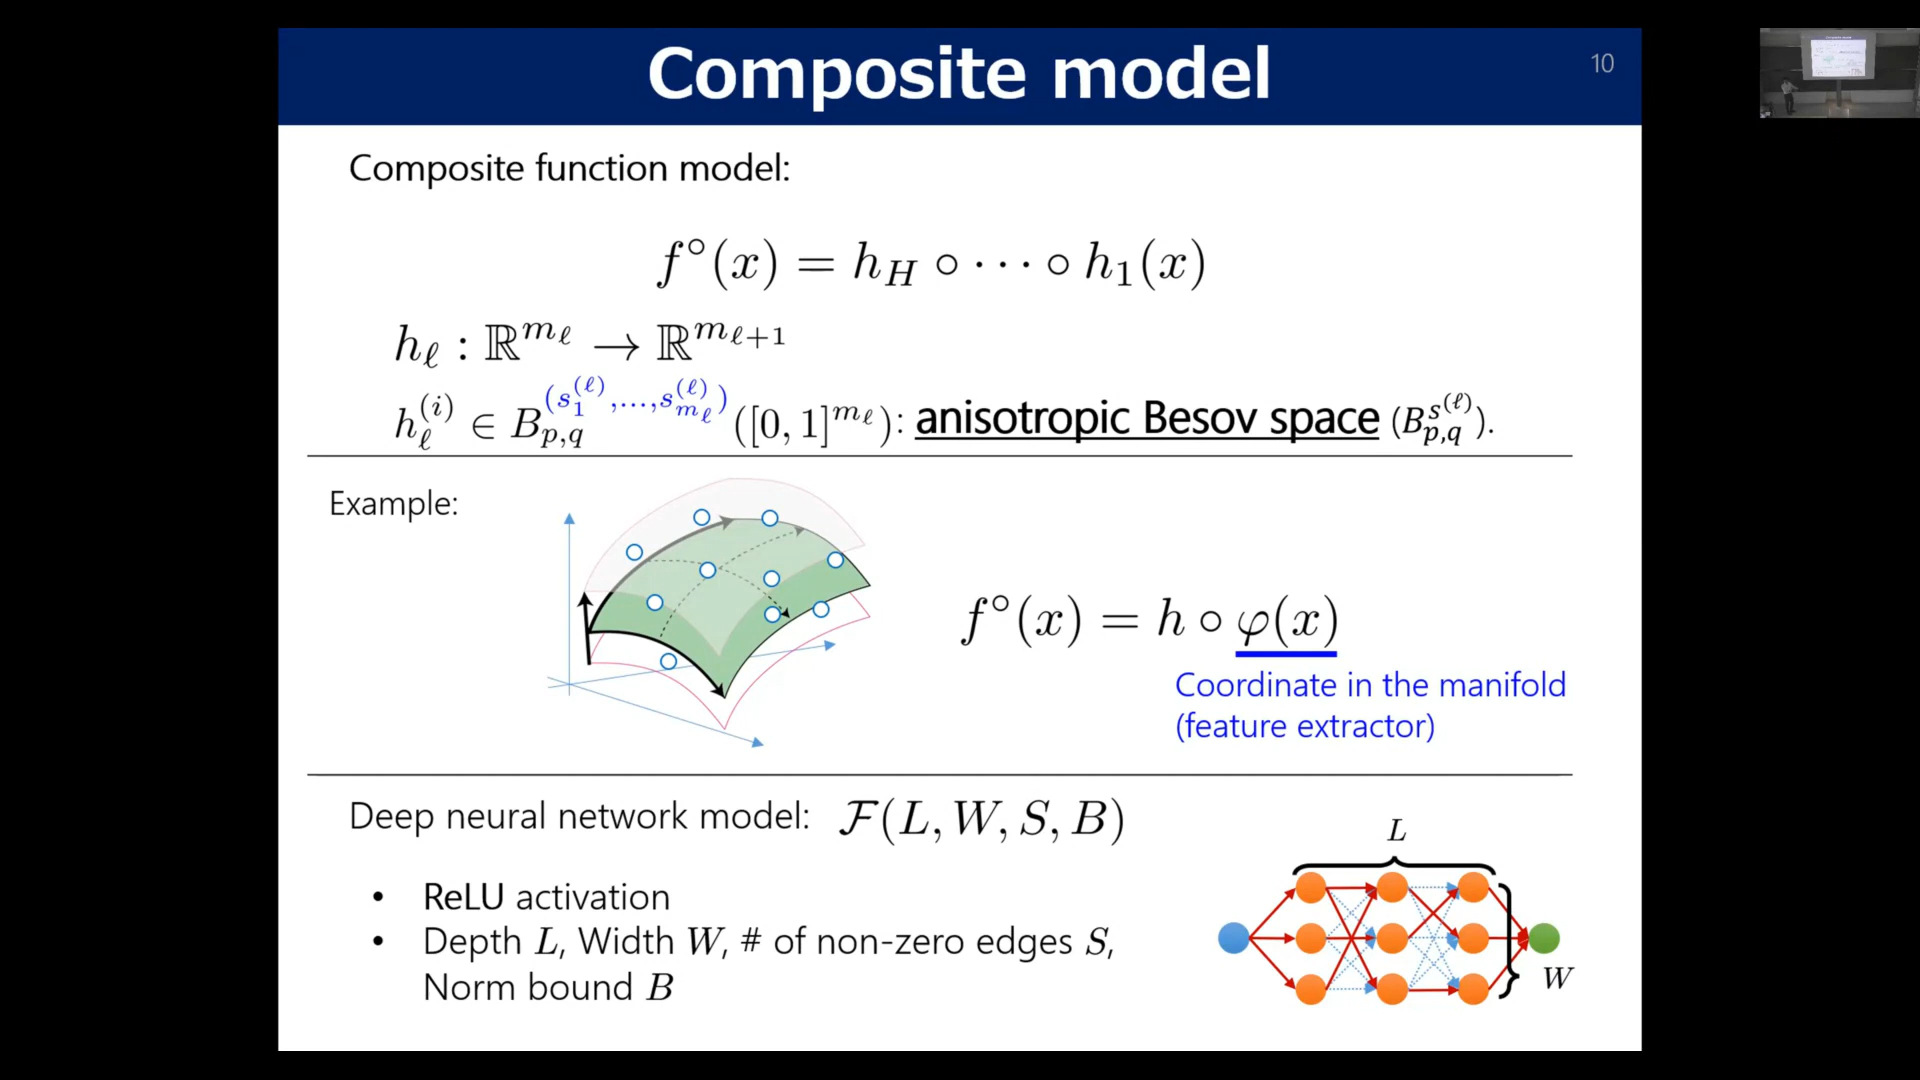 Composite model
10
Composite function model:
f°(x) = h_H ∘ ··· ∘ h_1(x)
h_ℓ : ℝ^{m_ℓ} → ℝ^{m_{ℓ+1}}
h_ℓ^{(i)} ∈ B_{p,q}^{(s_1^{(ℓ)},...,s_{m_ℓ}^{(ℓ)})}([0, 1]^{m_ℓ}): anisotropic Besov space (B_{p,q}^{s^{(ℓ)}}).
Example:
f°(x) = h ∘ φ(x)
Coordinate in the manifold
(feature extractor)
Deep neural network model: ℱ(L, W, S, B)
• ReLU activation
• Depth L, Width W, # of non-zero edges S,
Norm bound B
L
W